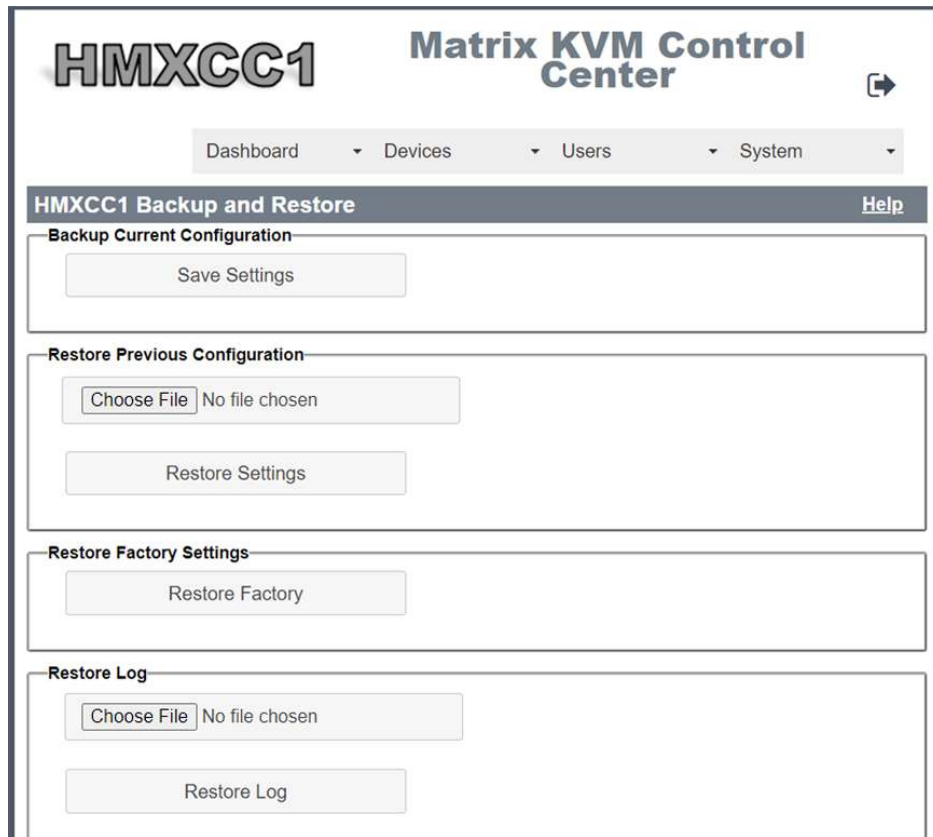 HMXCC1
Matrix KVM Control
Center
Dashboard Devices Users System
HMXCC1 Backup and Restore Help
Backup Current Configuration
Save Settings
Restore Previous Configuration
Choose File No file chosen
Restore Settings
Restore Factory Settings
Restore Factory
Restore Log
Choose File No file chosen
Restore Log